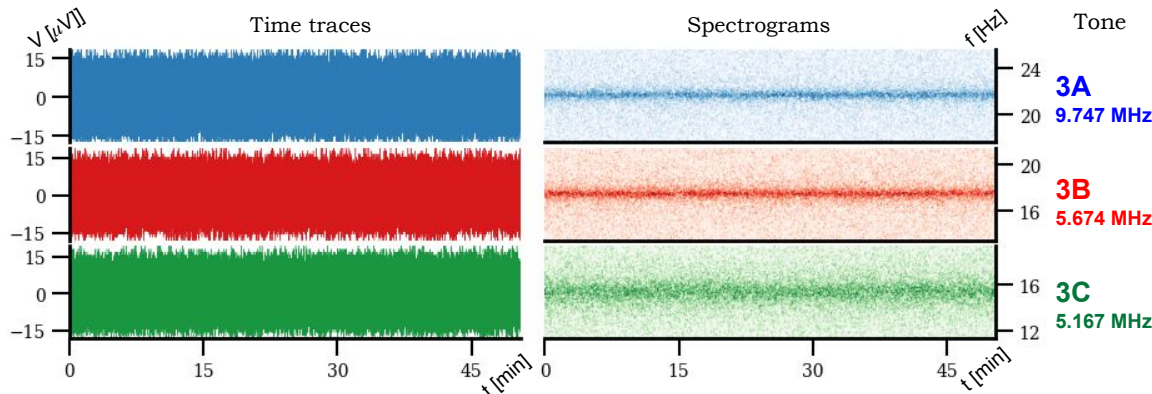 Time traces
Spectrograms
Tone
V [μV]]
f [Hz]
15
0
−15
24
20
3A
9.747 MHz
15
0
−15
20
16
3B
5.674 MHz
15
0
−15
16
12
3C
5.167 MHz
0
15
30
45
t [min]
0
15
30
45
t [min]